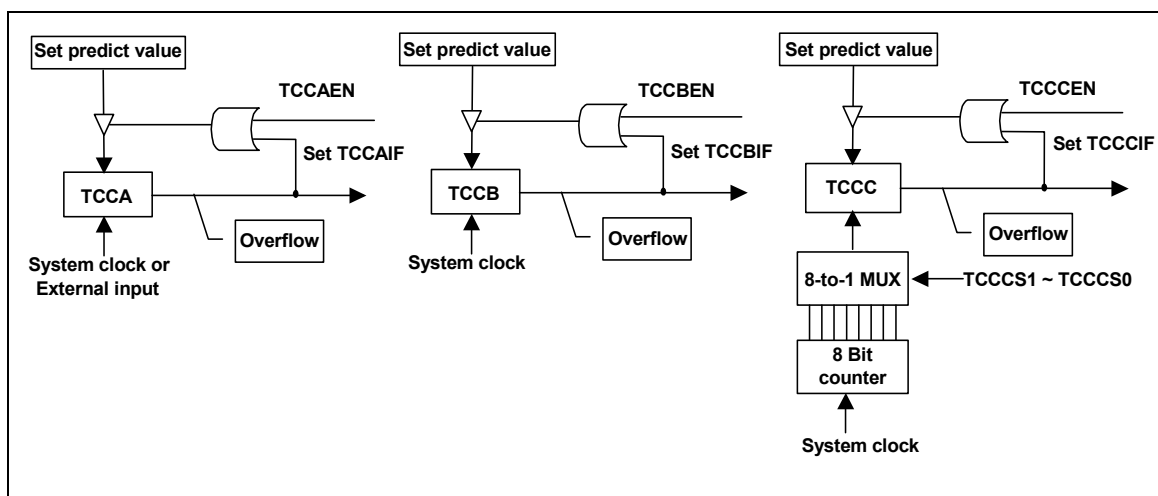 Set predict value
TCCAEN
Set TCCAIF
TCCA
Overflow
System clock or
External input
Set predict value
TCCBEN
Set TCCBIF
TCCB
Overflow
System clock
Set predict value
TCCCEN
Set TCCCIF
TCCC
Overflow
8-to-1 MUX
TCCCS1 ~ TCCCS0
8 Bit
counter
System clock